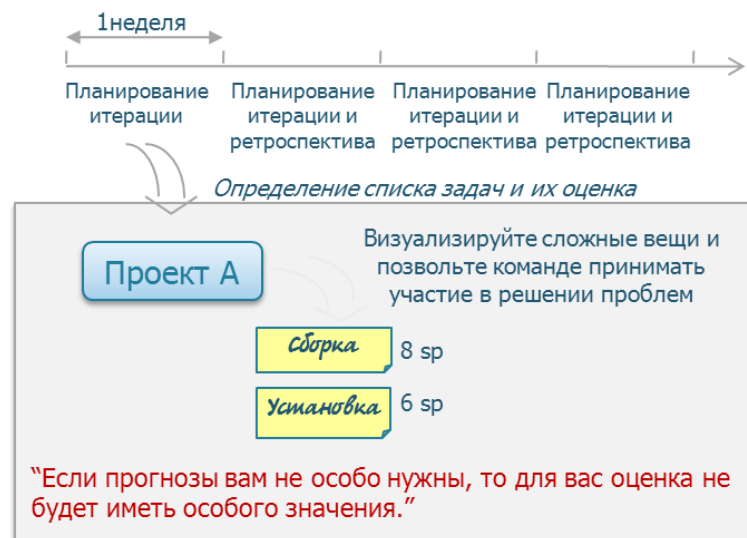 1неделя
Планирование итерации
Планирование итерации и ретроспектива
Планирование итерации и ретроспектива
Планирование итерации и ретроспектива
Определение списка задач и их оценка
Проект А
Визуализируйте сложные вещи и
позвольте команде принимать
участие в решении проблем
Сборка 8 sp
Установка 6 sp
“Если прогнозы вам не особо нужны, то для вас оценка не
будет иметь особого значения.”